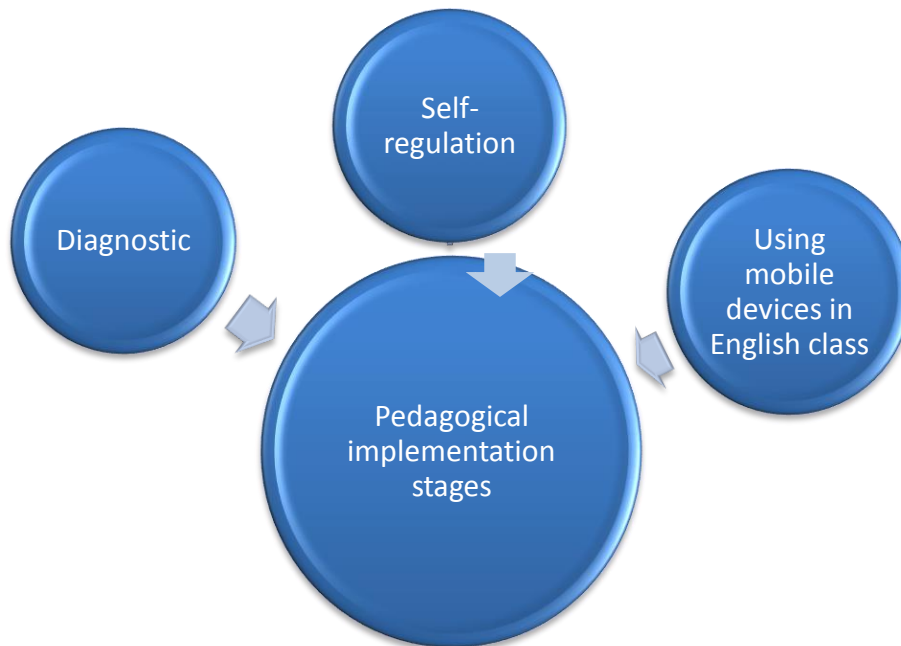 Self-
regulation
Diagnostic
Using
mobile
devices in
English class
Pedagogical
implementation
stages